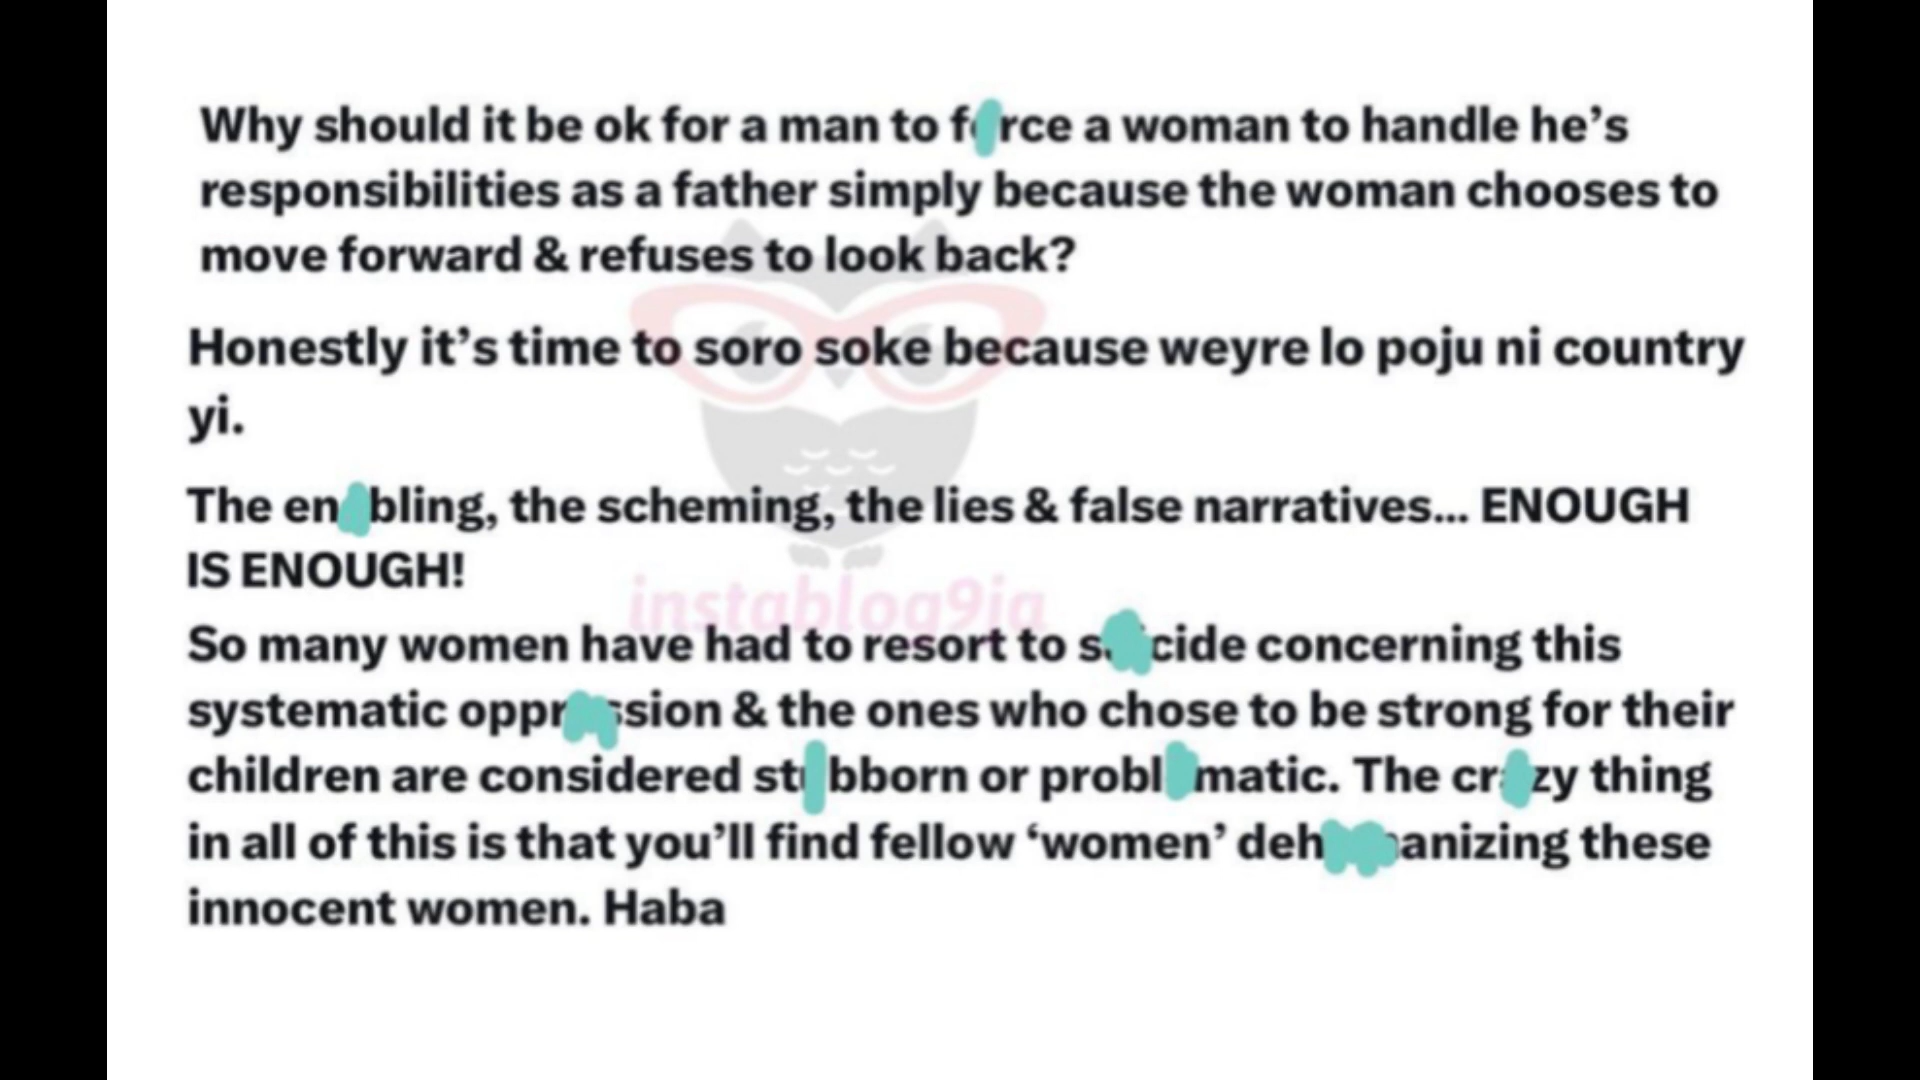 Why should it be ok for a man to force a woman to handle he’s
responsibilities as a father simply because the woman chooses to
move forward & refuses to look back?
Honestly it’s time to soro soke because weyre lo poju ni country
yi.
The enabling, the scheming, the lies & false narratives... ENOUGH
IS ENOUGH!
instablog9ja
So many women have had to resort to suicide concerning this
systematic oppression & the ones who chose to be strong for their
children are considered stubborn or problematic. The crazy thing
in all of this is that you’ll find fellow ‘women’ dehumanizing these
innocent women. Haba